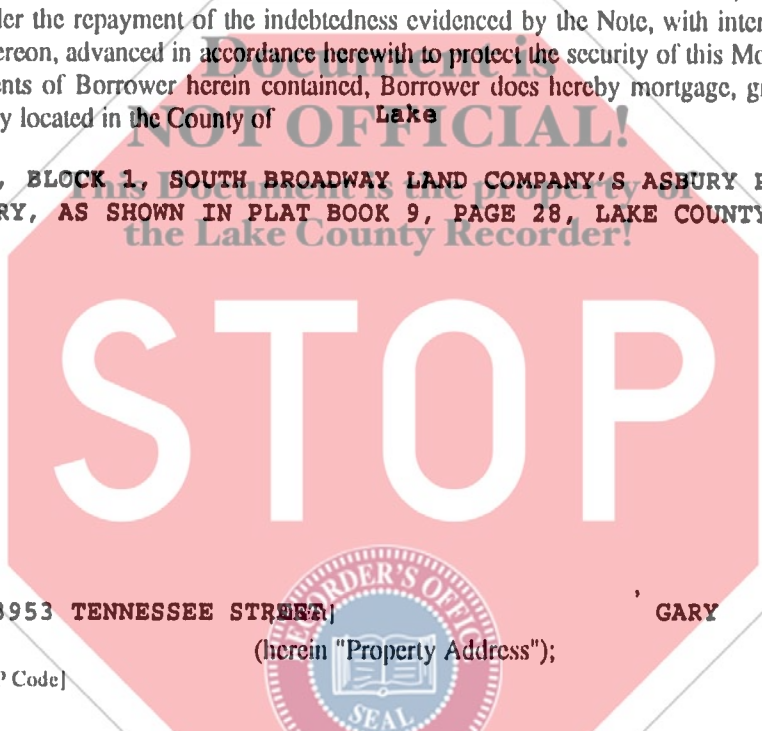 ler the repayment of the indebtedness evidenced by the Note, with inter
ereon, advanced in accordance herewith to protect the security of this Mo
Document is
ents of Borrower herein contained, Borrower does hereby mortgage, gr
y located in the County of Lake
NOT OFFICIAL!
, BLOCK 1, SOUTH BROADWAY LAND COMPANY'S ASBURY P
This Document is the property of
RY, AS SHOWN IN PLAT BOOK 9, PAGE 28, LAKE COUNTY
the Lake County Recorder!
STOP
3953 TENNESSEE STREET ' GARY
RECORDER'S OFFIC
(herein "Property Address");
P Code]
SEAL